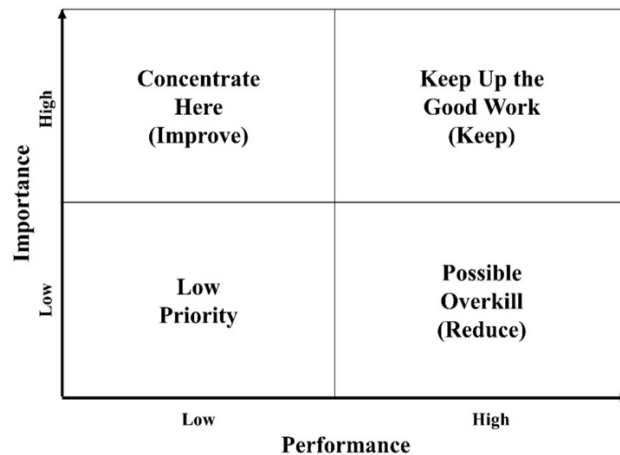 Concentrate
Here
(Improve)
Keep Up the
Good Work
(Keep)
High
Importance
Low
Low
Priority
Possible
Overkill
(Reduce)
Low
High
Performance